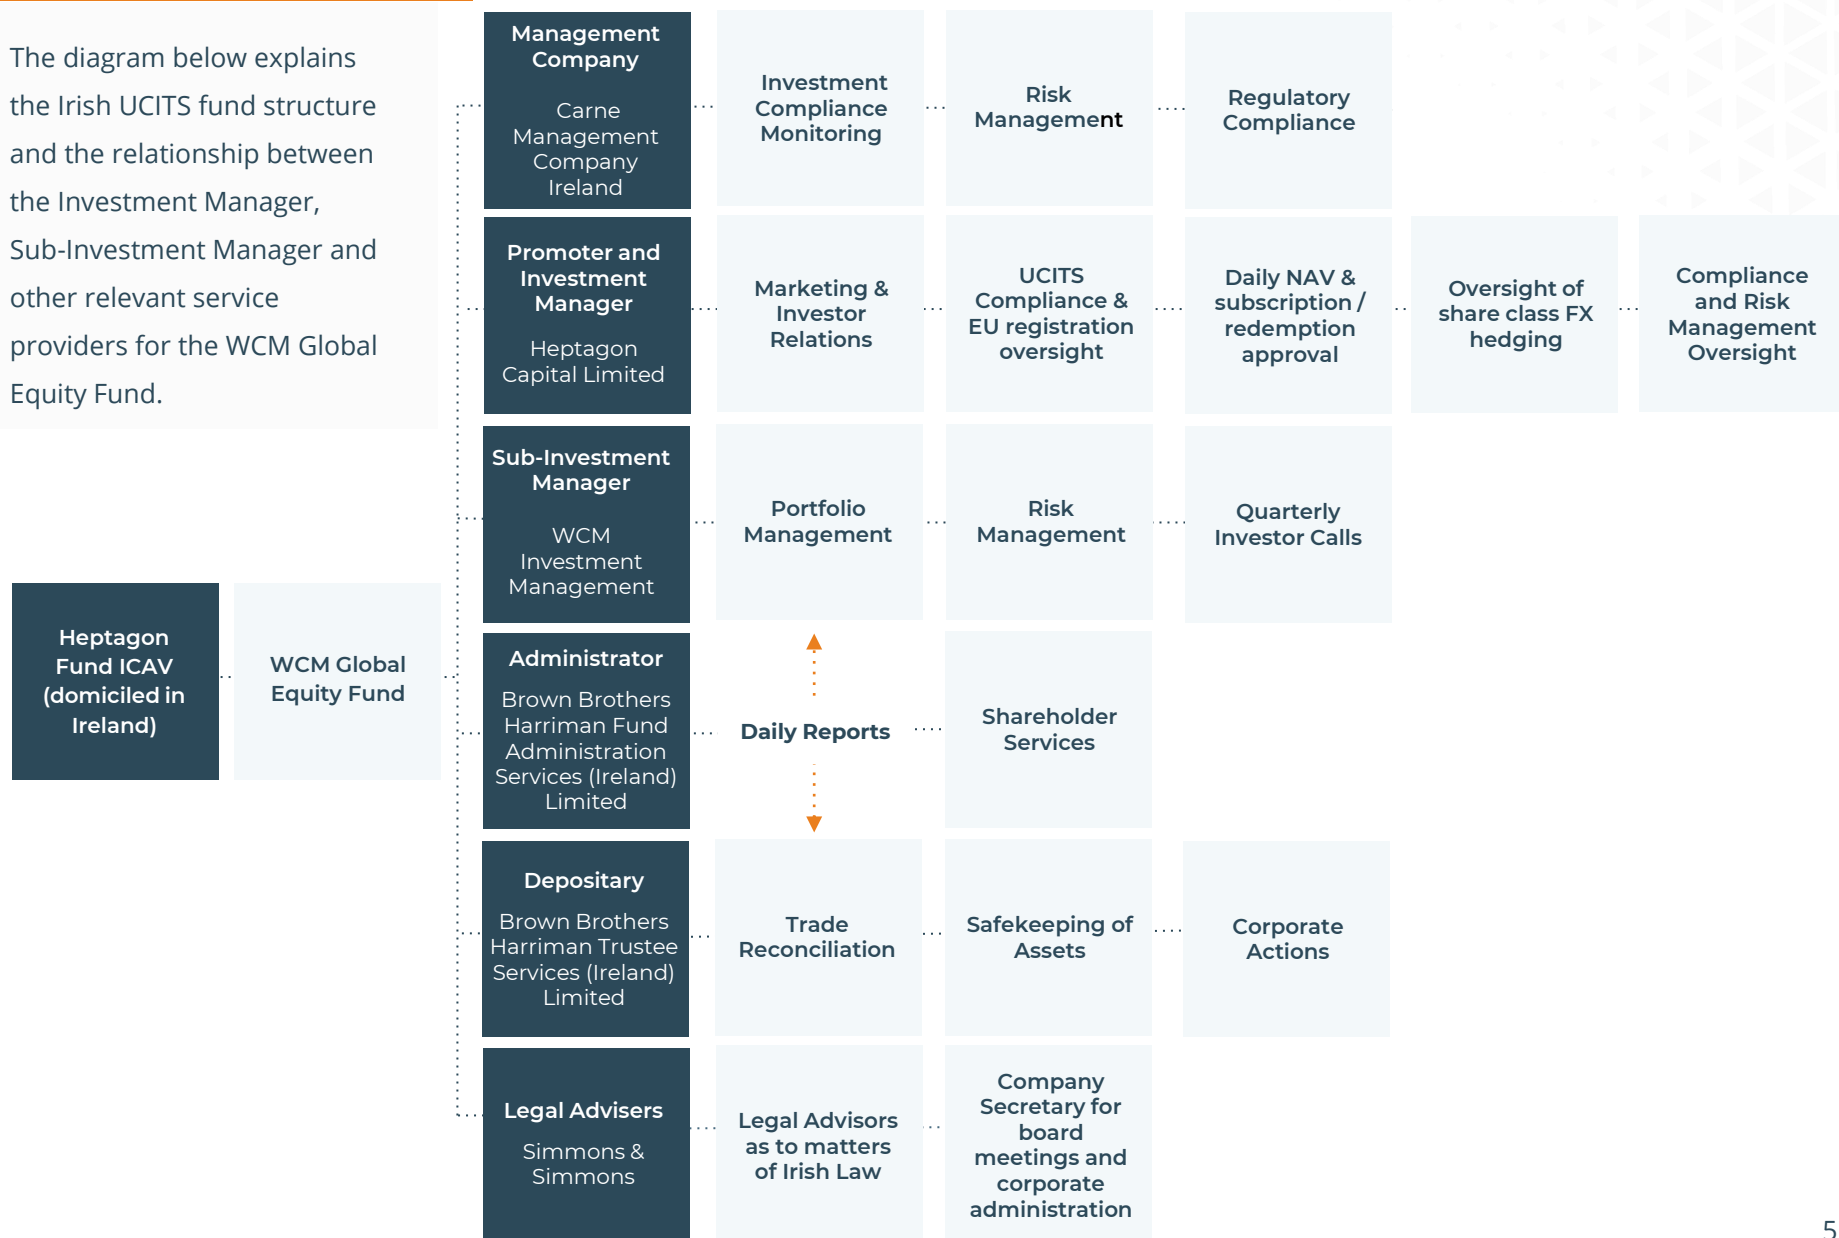 The diagram below explains
the Irish UCITS fund structure
and the relationship between
the Investment Manager,
Sub-Investment Manager and
other relevant service
providers for the WCM Global
Equity Fund.
Heptagon
Fund ICAV
(domiciled in
Ireland)
WCM Global
Equity Fund
Management
Company
Carne
Management
Company
Ireland
Investment
Compliance
Monitoring
Risk
Management
Regulatory
Compliance
Promoter and
Investment
Manager
Heptagon
Capital Limited
Marketing &
Investor
Relations
UCITS
Compliance &
EU registration
oversight
Daily NAV &
subscription /
redemption
approval
Oversight of
share class FX
hedging
Compliance
and Risk
Management
Oversight
Sub-Investment
Manager
WCM
Investment
Management
Portfolio
Management
Risk
Management
Quarterly
Investor Calls
Administrator
Brown Brothers
Harriman Fund
Administration
Services (Ireland)
Limited
Daily Reports
Shareholder
Services
Depositary
Brown Brothers
Harriman Trustee
Services (Ireland)
Limited
Trade
Reconciliation
Safekeeping of
Assets
Corporate
Actions
Legal Advisers
Simmons &
Simmons
Legal Advisors
as to matters
of Irish Law
Company
Secretary for
board
meetings and
corporate
administration
5